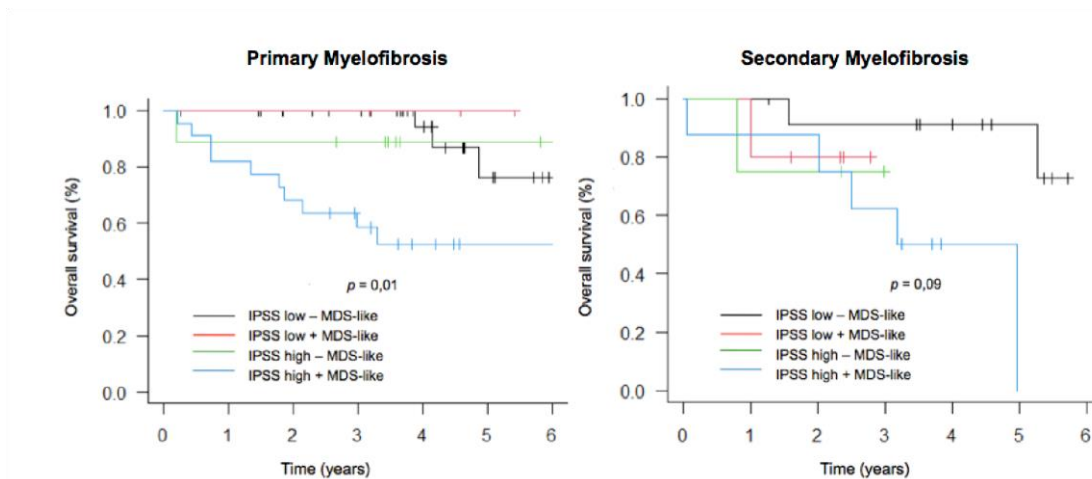 Primary Myelofibrosis
Overall survival (%)
1.0
0.8
0.6
0.4
0.2
0.0
p = 0,01
IPSS low – MDS-like
IPSS low + MDS-like
IPSS high – MDS-like
IPSS high + MDS-like
0 1 2 3 4 5 6
Time (years)
Secondary Myelofibrosis
Overall survival (%)
1.0
0.8
0.6
0.4
0.2
0.0
p = 0,09
IPSS low – MDS-like
IPSS low + MDS-like
IPSS high – MDS-like
IPSS high + MDS-like
0 1 2 3 4 5 6
Time (years)